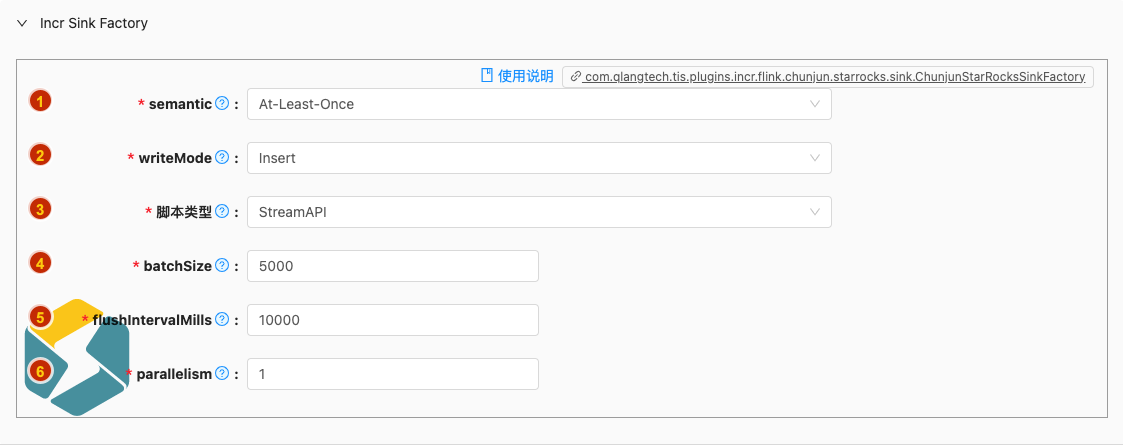 Incr Sink Factory
使用说明 com.qlangtech.tis.plugins.incr.flink.chunjun.starrocks.sink.ChunjunStarRocksSinkFactory
1 * semantic ? : At-Least-Once
2 * writeMode ? : Insert
3 * 脚本类型 ? : StreamAPI
4 * batchSize ? : 5000
5 * flushIntervalMills ? : 10000
6 * parallelism ? : 1